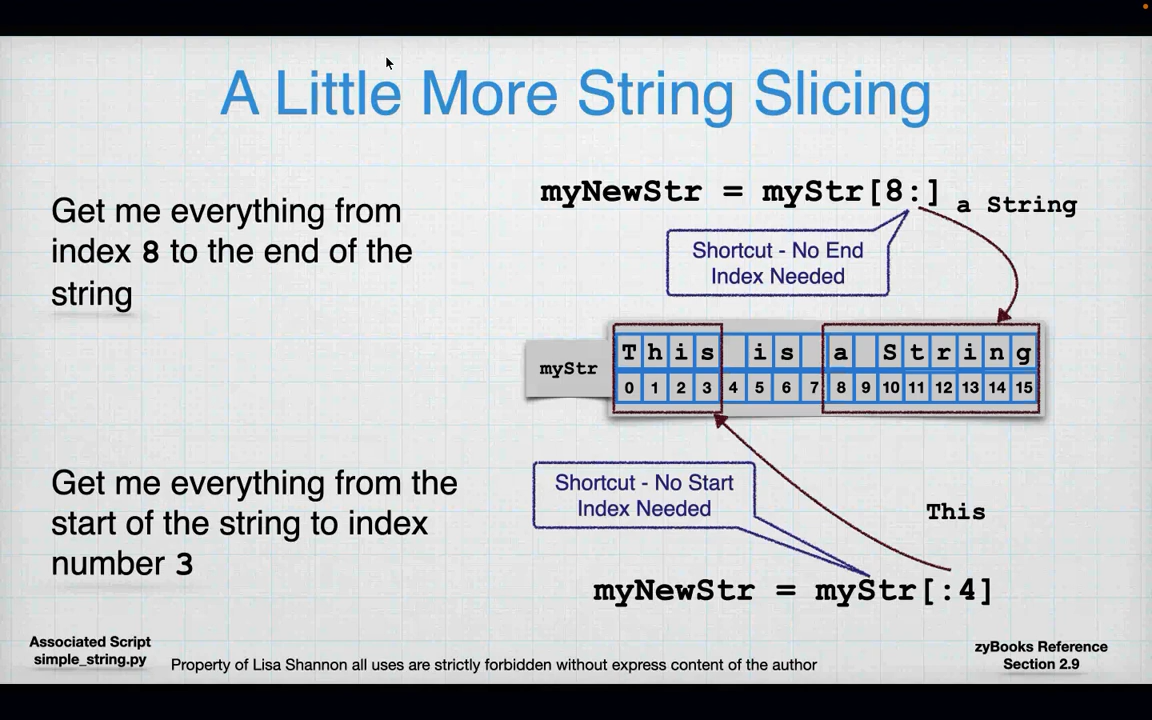 A Little More String Slicing
Get me everything from
index 8 to the end of the
string
myNewStr = myStr[8:]
a String
Shortcut - No End
Index Needed
myStr
T h i s i s a S t r i n g
0 1 2 3 4 5 6 7 8 9 10 11 12 13 14 15
Get me everything from the
start of the string to index
number 3
Shortcut - No Start
Index Needed
This
myNewStr = myStr[:4]
Associated Script
simple_string.py
Property of Lisa Shannon all uses are strictly forbidden without express content of the author
zyBooks Reference
Section 2.9